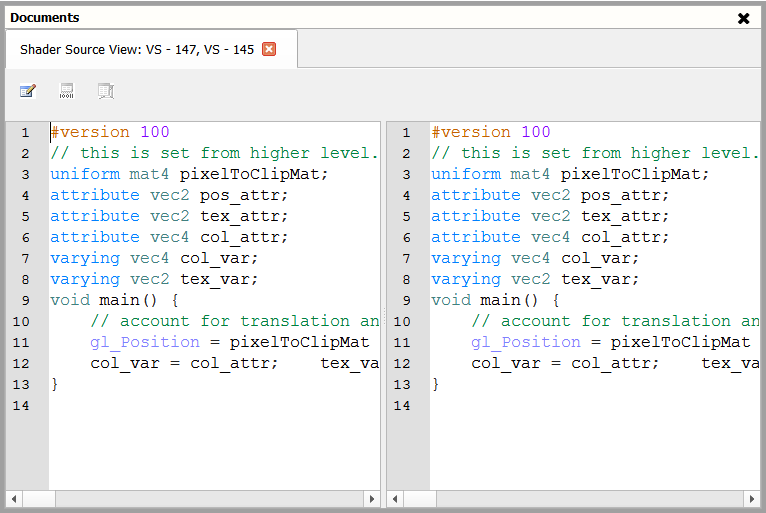 Documents
Shader Source View: VS - 147, VS - 145
1 #version 100
2 // this is set from higher level.
3 uniform mat4 pixelToClipMat;
4 attribute vec2 pos_attr;
5 attribute vec2 tex_attr;
6 attribute vec4 col_attr;
7 varying vec4 col_var;
8 varying vec2 tex_var;
9 void main() {
10 // account for translation an
11 gl_Position = pixelToClipMat
12 col_var = col_attr; tex_va
13 }
14
1 #version 100
2 // this is set from higher level.
3 uniform mat4 pixelToClipMat;
4 attribute vec2 pos_attr;
5 attribute vec2 tex_attr;
6 attribute vec4 col_attr;
7 varying vec4 col_var;
8 varying vec2 tex_var;
9 void main() {
10 // account for translation an
11 gl_Position = pixelToClipMat
12 col_var = col_attr; tex_va
13 }
14